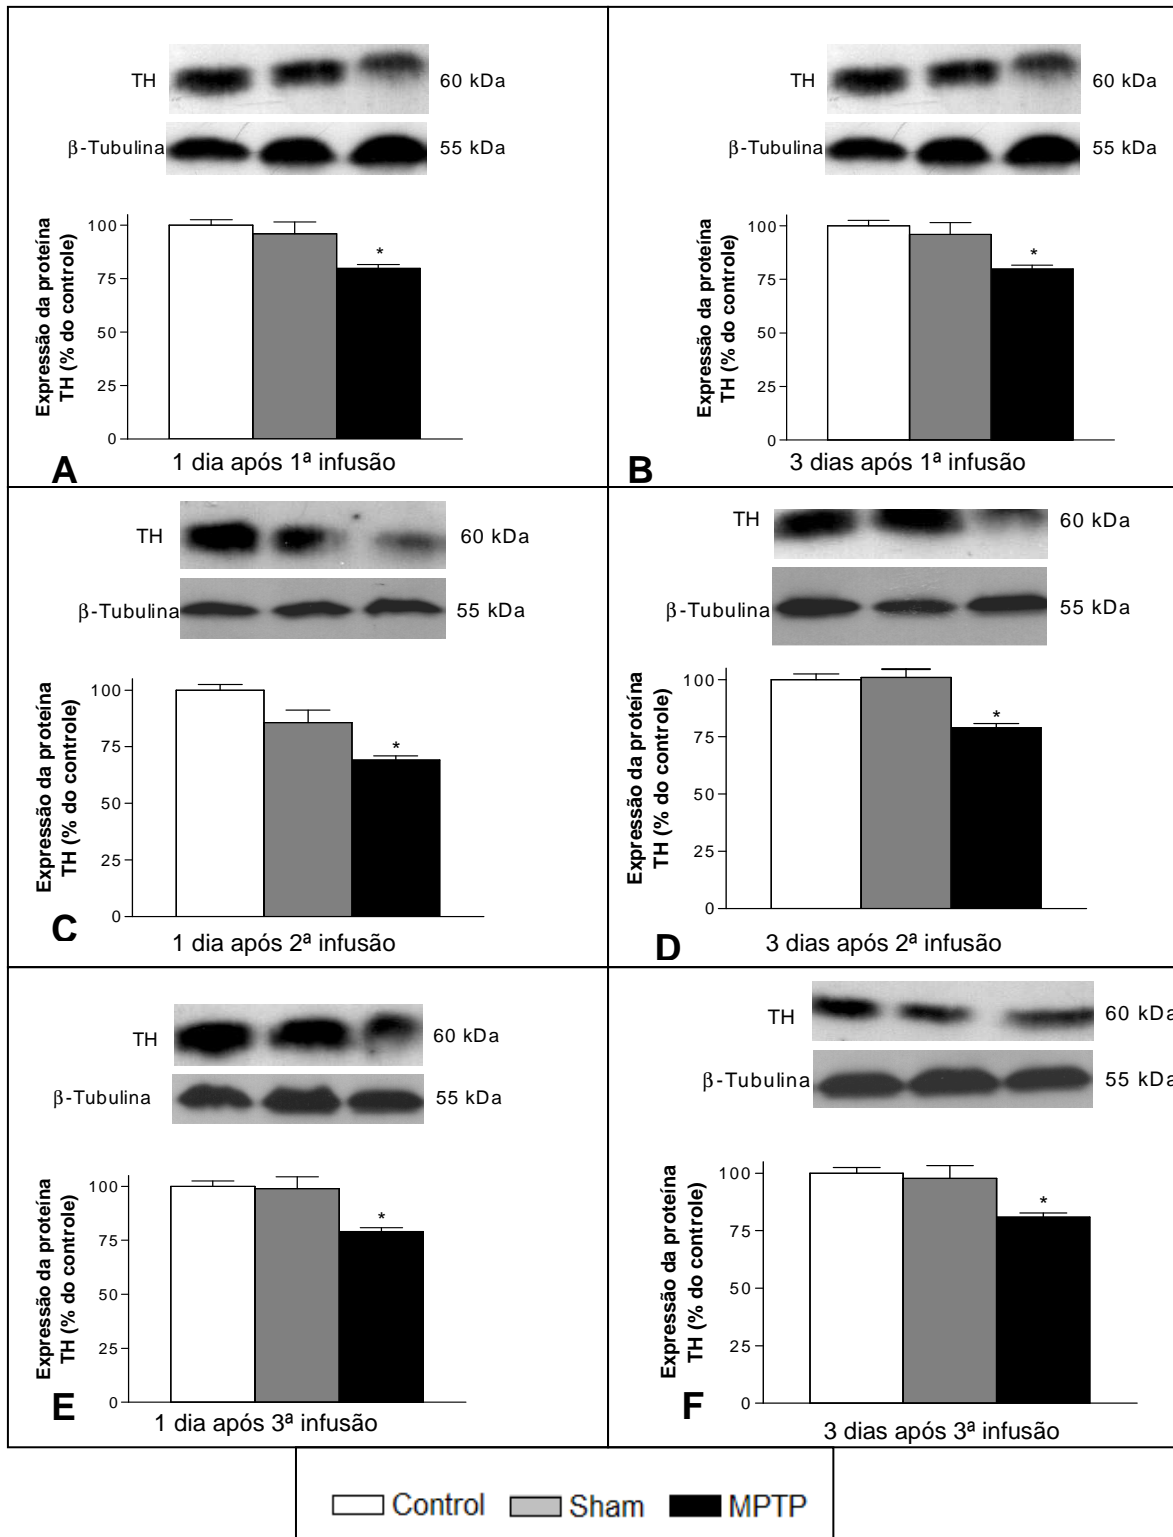 TH
60 kDa
β-Tubulina
55 kDa
Expressão da proteína
TH (% do controle)
100
75
50
25
0
*
A
1 dia após 1ª infusão
TH
60 kDa
β-Tubulina
55 kDa
Expressão da proteína
TH (% do controle)
100
75
50
25
0
*
B
3 dias após 1ª infusão
TH
60 kDa
β-Tubulina
55 kDa
Expressão da proteína
TH (% do controle)
100
75
50
25
0
*
C
1 dia após 2ª infusão
TH
60 kDa
β-Tubulina
55 kDa
Expressão da proteína
TH (% do controle)
100
75
50
25
0
*
D
3 dias após 2ª infusão
TH
60 kDa
β-Tubulina
55 kDa
Expressão da proteína
TH (% do controle)
100
75
50
25
0
*
E
1 dia após 3ª infusão
TH
60 kDa
β-Tubulina
55 kDa
Expressão da proteína
TH (% do controle)
100
75
50
25
0
*
F
3 dias após 3ª infusão
Control Sham MPTP